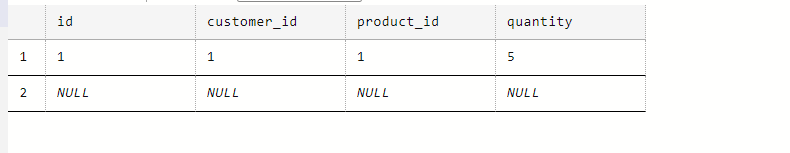 id customer_id product_id quantity
1 1 1 1 5
2 NULL NULL NULL NULL